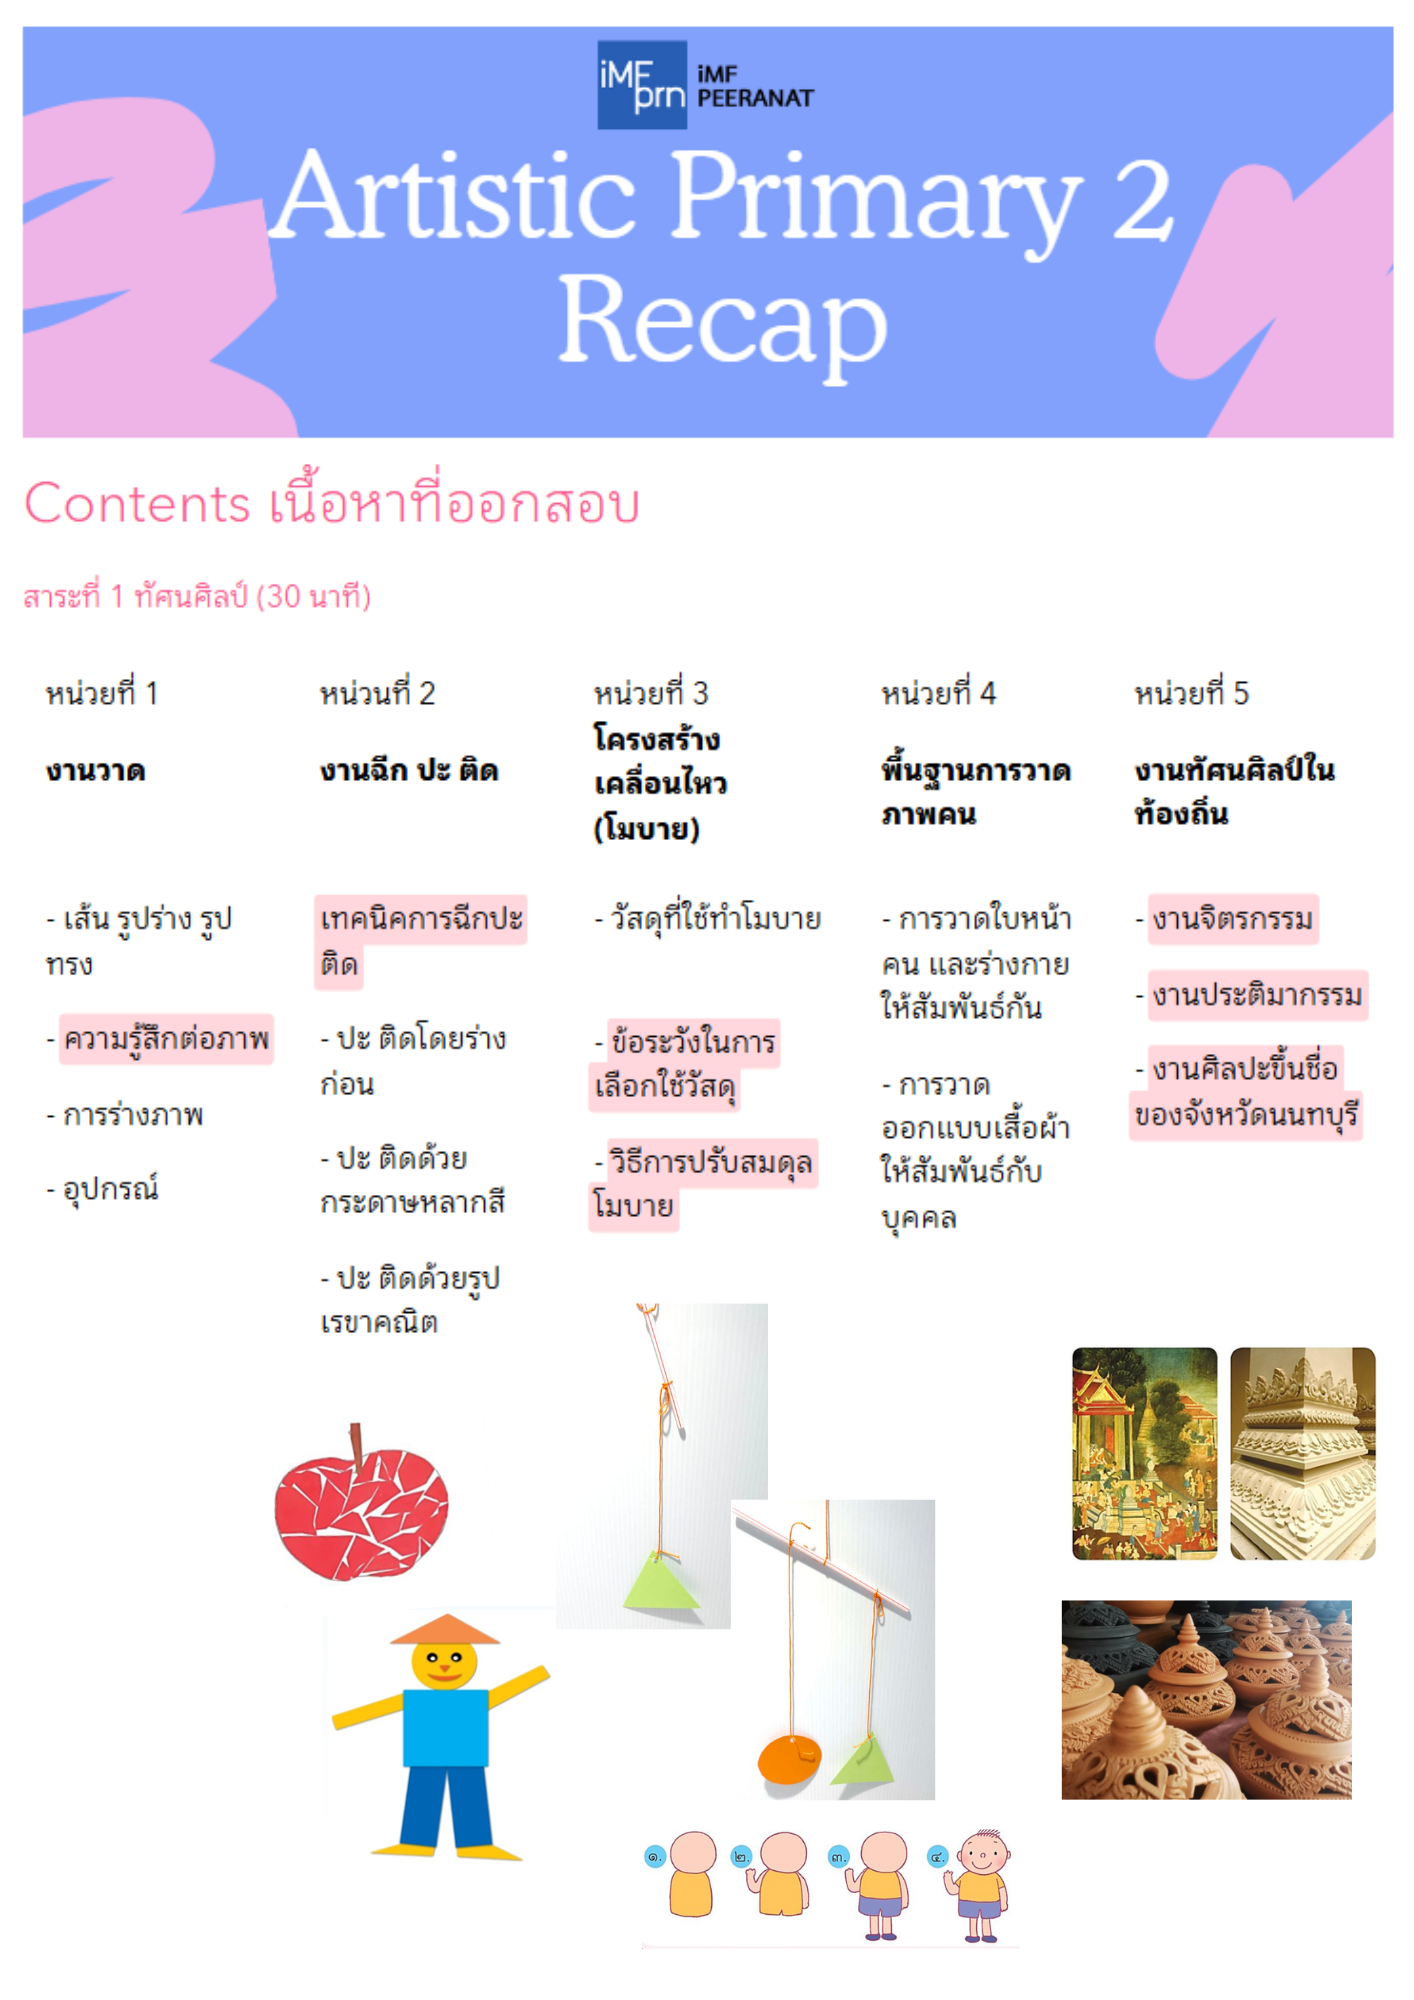 iMF
prn
iMF
PEERANAT
Artistic Primary 2
Recap
Contents เนื้อหาที่ออกสอบ
สาระที่ 1 ทัศนศิลป์ (30 นาที)
หน่วยที่ 1
งานวาด
- เส้น รูปร่าง รูป
ทรง
- ความรู้สึกต่อภาพ
- การร่างภาพ
- อุปกรณ์
หน่วนที่ 2
งานฉีก ปะ ติด
เทคนิคการฉีกปะ
ติด
- ปะ ติดโดยร่าง
ก่อน
- ปะ ติดด้วย
กระดาษหลากสี
- ปะ ติดด้วยรูป
เรขาคณิต
หน่วยที่ 3
โครงสร้าง
เคลื่อนไหว
(โมบาย)
- วัสดุที่ใช้ทำโมบาย
- ข้อระวังในการ
เลือกใช้วัสดุ
- วิธีการปรับสมดุล
โมบาย
หน่วยที่ 4
พื้นฐานการวาด
ภาพคน
- การวาดใบหน้า
คน และร่างกาย
ให้สัมพันธ์กัน
- การวาด
ออกแบบเสื้อผ้า
ให้สัมพันธ์กับ
บุคคล
หน่วยที่ 5
งานทัศนศิลป์ใน
ท้องถิ่น
- งานจิตรกรรม
- งานประติมากรรม
- งานศิลปะขึ้นชื่อ
ของจังหวัดนนทบุรี
๑. ๒. ๓. ๔.